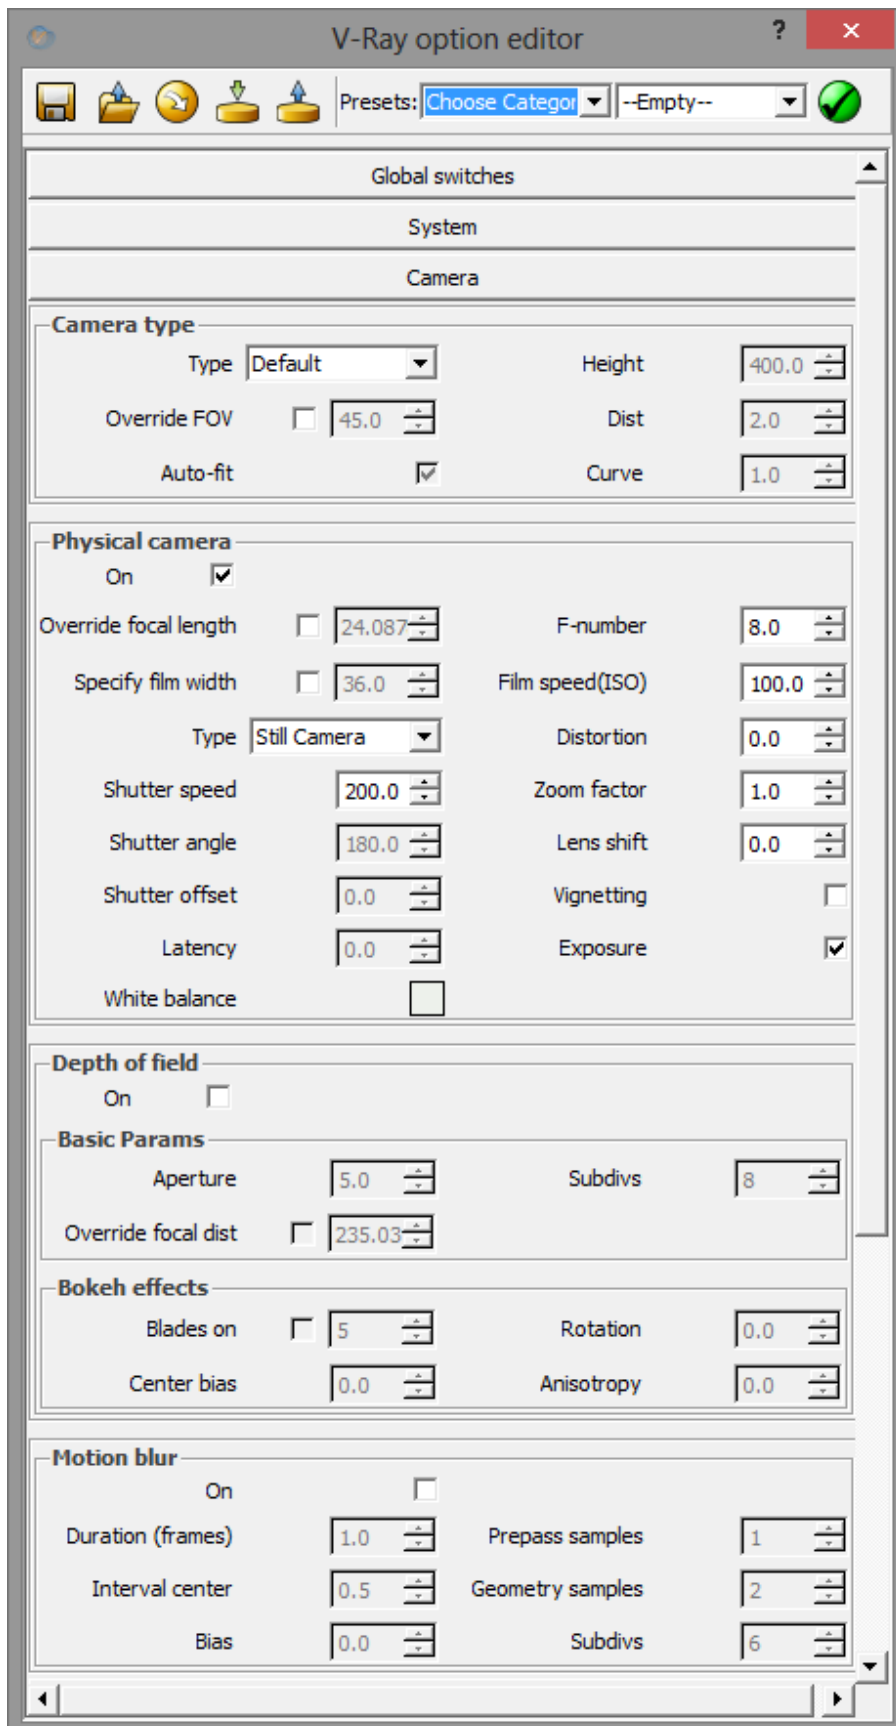 V-Ray option editor ?
Presets: Choose Categor --Empty--
Global switches
System
Camera
Camera type
Type Default Height 400.0
Override FOV 45.0 Dist 2.0
Auto-fit Curve 1.0
Physical camera
On
Override focal length 24.087 F-number 8.0
Specify film width 36.0 Film speed(ISO) 100.0
Type Still Camera Distortion 0.0
Shutter speed 200.0 Zoom factor 1.0
Shutter angle 180.0 Lens shift 0.0
Shutter offset 0.0 Vignetting
Latency 0.0 Exposure
White balance
Depth of field
On
Basic Params
Aperture 5.0 Subdivs 8
Override focal dist 235.03
Bokeh effects
Blades on 5 Rotation 0.0
Center bias 0.0 Anisotropy 0.0
Motion blur
On
Duration (frames) 1.0 Prepass samples 1
Interval center 0.5 Geometry samples 2
Bias 0.0 Subdivs 6